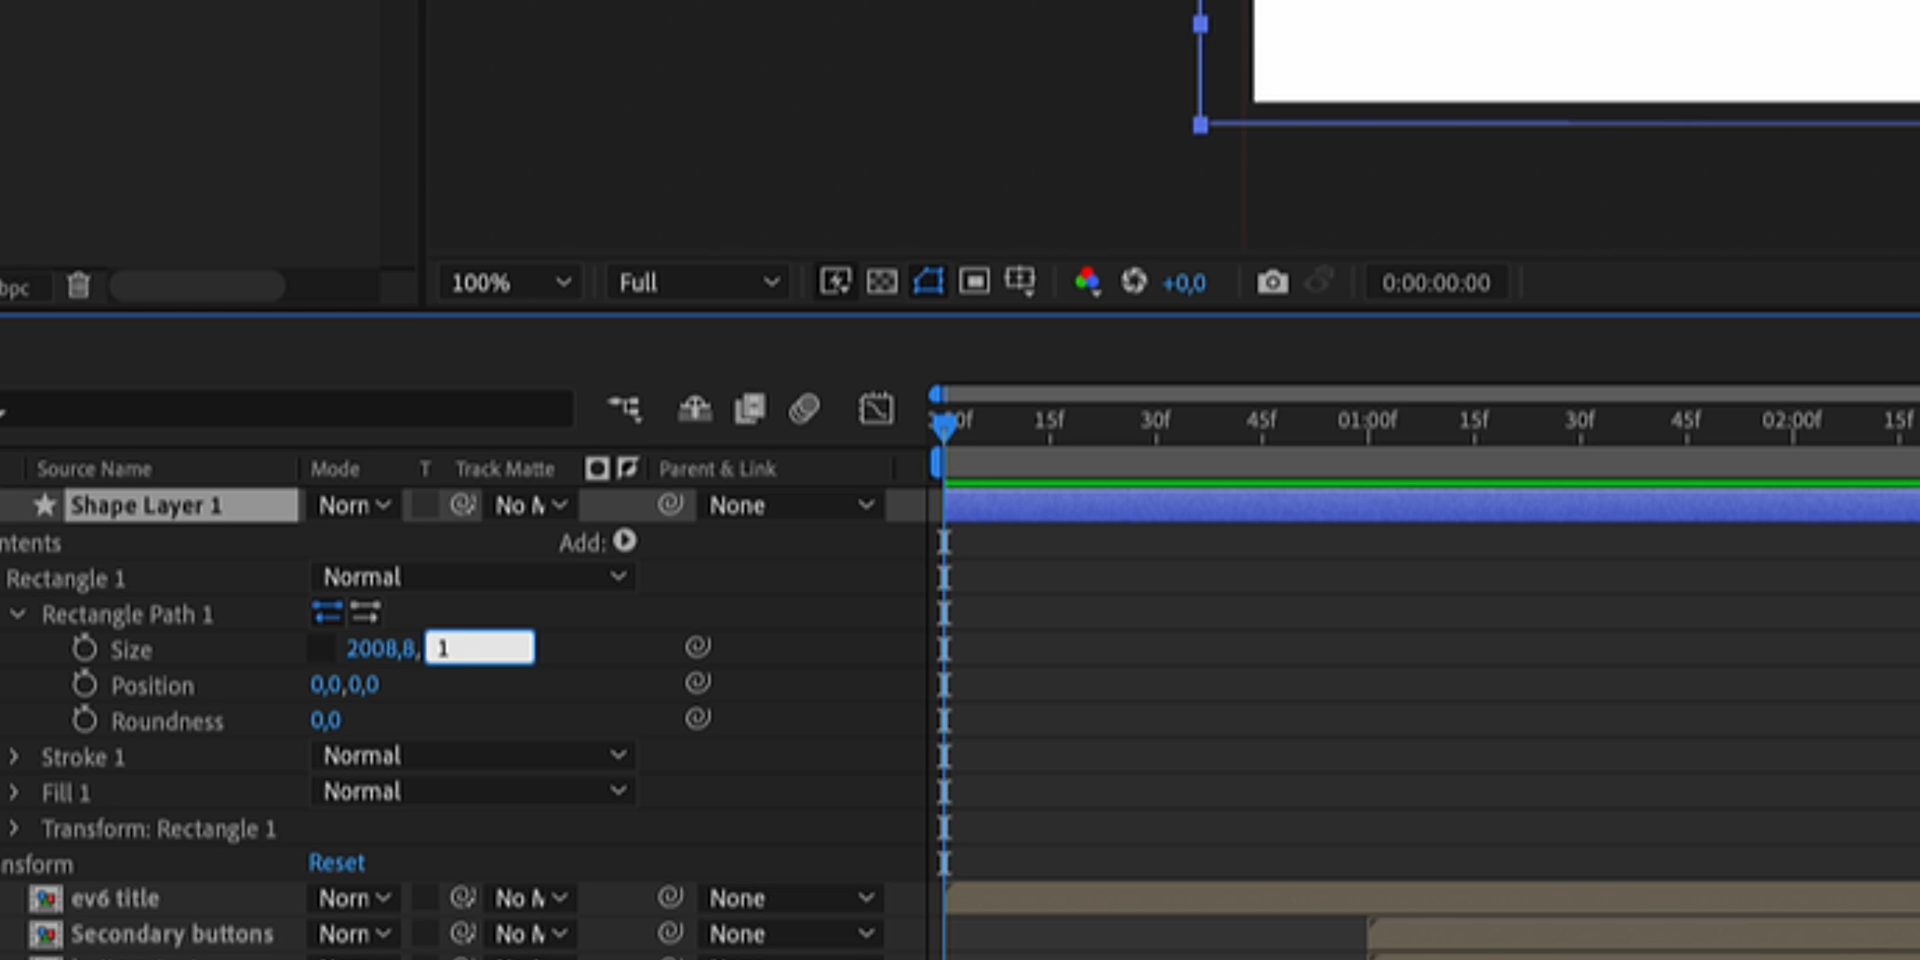 bpc
100%
Full
+0,0
0:00:00:00
15f
30f
45f
01:00f
15f
30f
45f
02:00f
15f
Source Name
Mode
T
Track Matte
Parent & Link
Shape Layer 1
Norn
No M
None
ntents
Add:
Rectangle 1
Normal
Rectangle Path 1
Size
2008,8, 1
Position
0,0,0,0
Roundness
0,0
Stroke 1
Normal
Fill 1
Normal
Transform: Rectangle 1
nsform
Reset
ev6 title
Norn
No M
None
Secondary buttons
Norn
No M
None